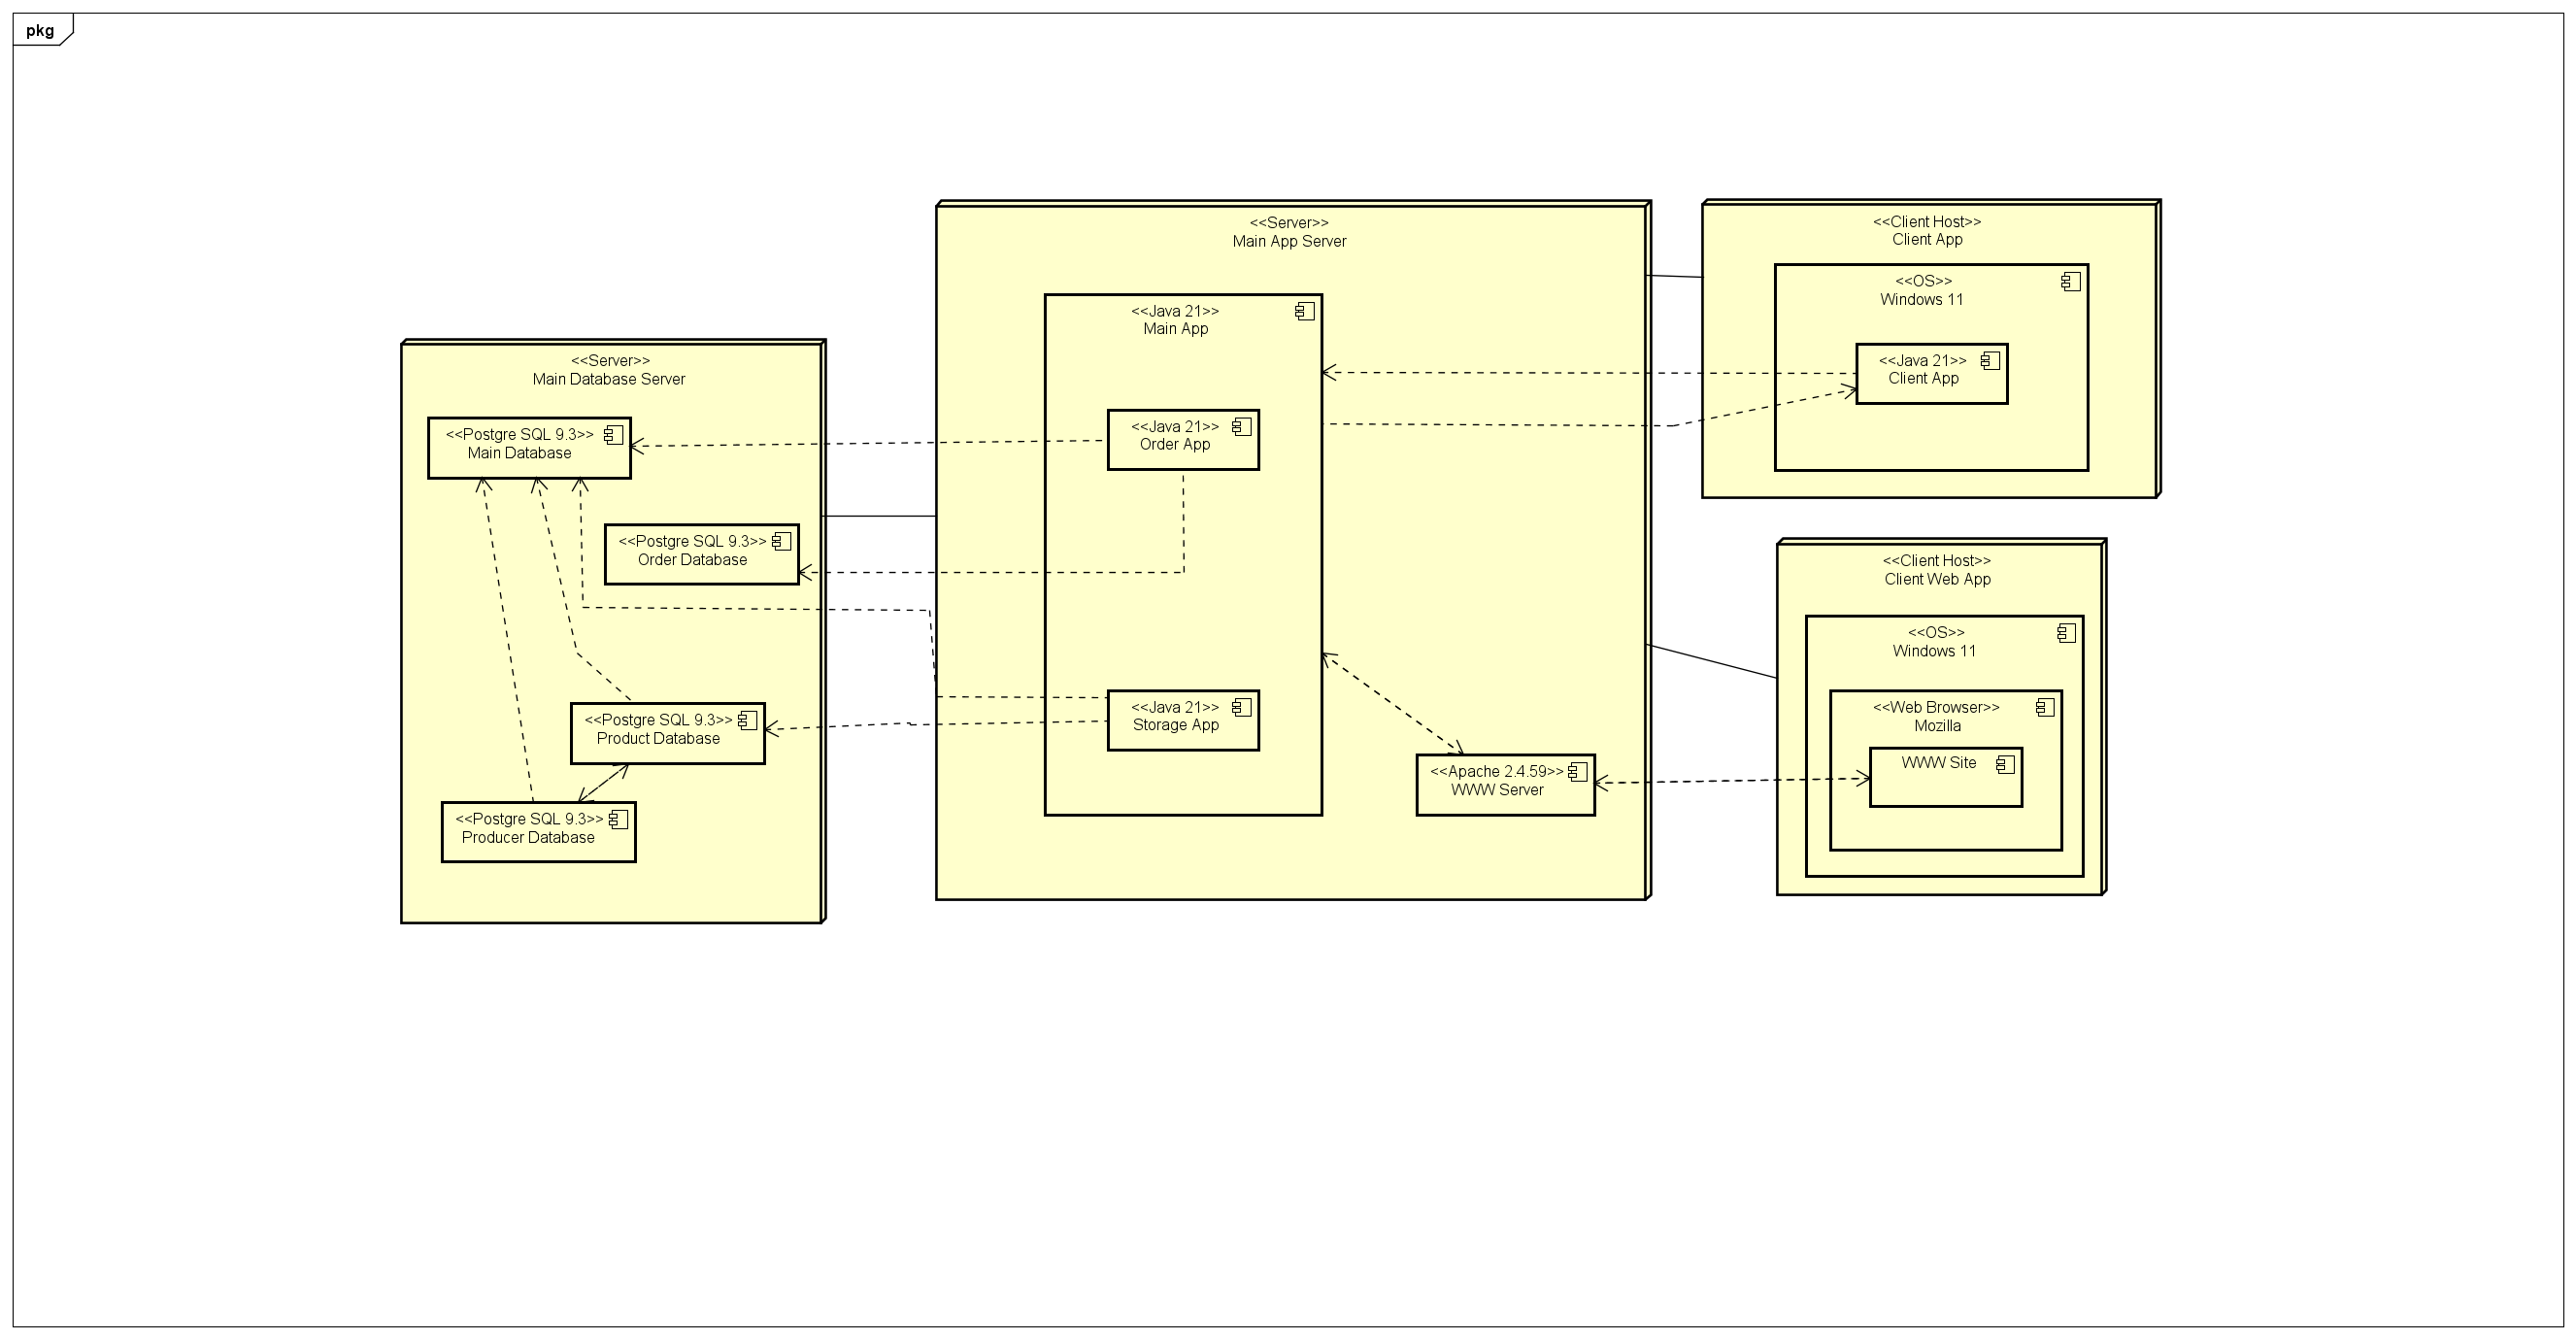 pkg
<<Server>>
Main Database Server
<<Postgre SQL 9.3>>
Main Database
<<Postgre SQL 9.3>>
Order Database
<<Postgre SQL 9.3>>
Product Database
<<Postgre SQL 9.3>>
Producer Database
<<Server>>
Main App Server
<<Java 21>>
Main App
<<Java 21>>
Order App
<<Java 21>>
Storage App
<<Apache 2.4.59>>
WWW Server
<<Client Host>>
Client App
<<OS>>
Windows 11
<<Java 21>>
Client App
<<Client Host>>
Client Web App
<<OS>>
Windows 11
<<Web Browser>>
Mozilla
WWW Site